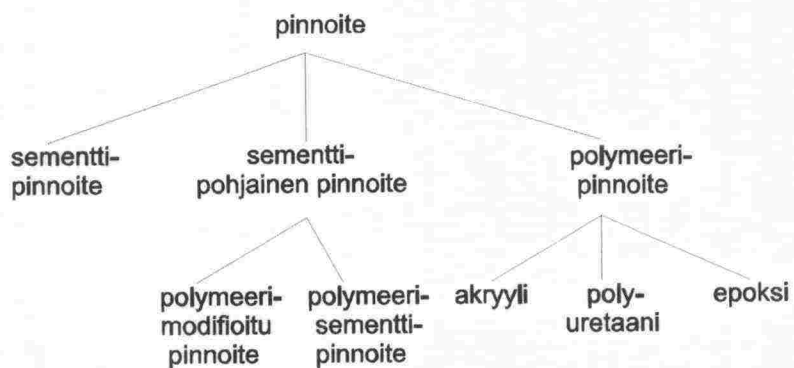 pinnoite
sementti-
pinnoite
sementti-
pohjainen pinnoite
polymeeri-
pinnoite
polymeeri-
modifioitu
pinnoite
polymeeri-
sementti-
pinnoite
akryyli
poly-
uretaani
epoksi